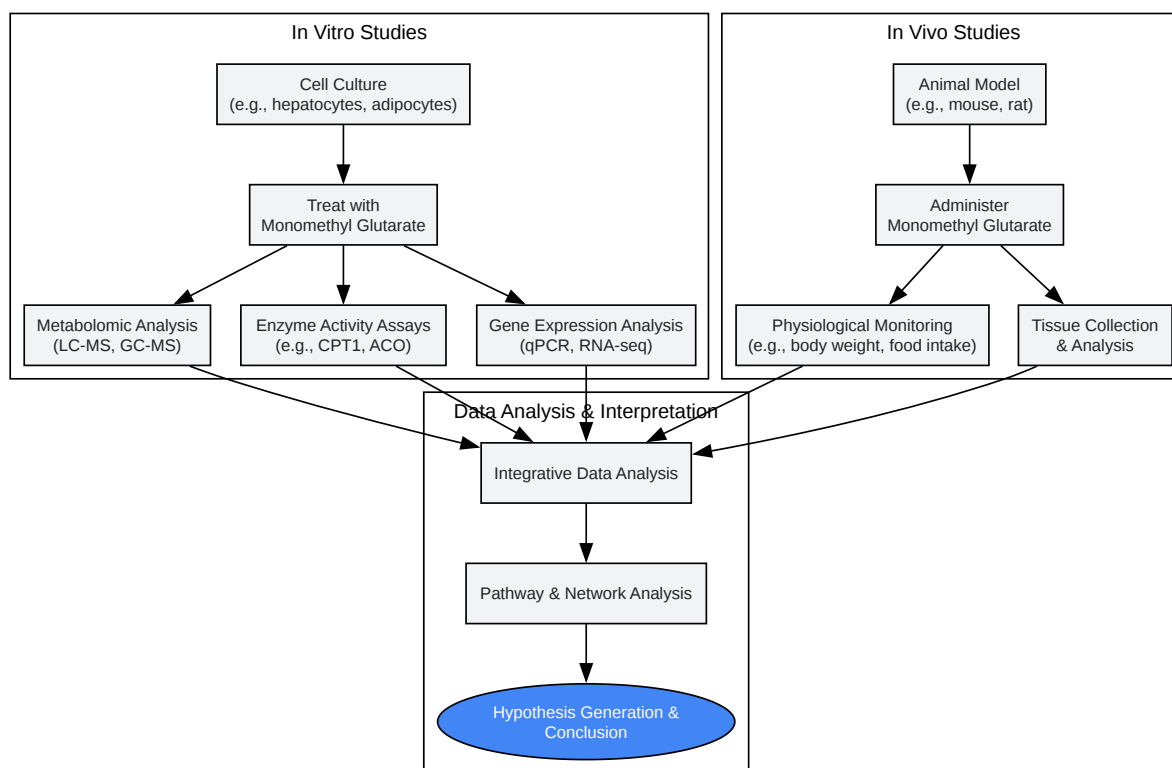 In Vitro Studies
Cell Culture
(e.g., hepatocytes, adipocytes)
Treat with
Monomethyl Glutarate
Metabolomic Analysis
(LC-MS, GC-MS)
Enzyme Activity Assays
(e.g., CPT1, ACO)
Gene Expression Analysis
(qPCR, RNA-seq)
In Vivo Studies
Animal Model
(e.g., mouse, rat)
Administer
Monomethyl Glutarate
Physiological Monitoring
(e.g., body weight, food intake)
Tissue Collection
& Analysis
Data Analysis & Interpretation
Integrative Data Analysis
Pathway & Network Analysis
Hypothesis Generation &
Conclusion